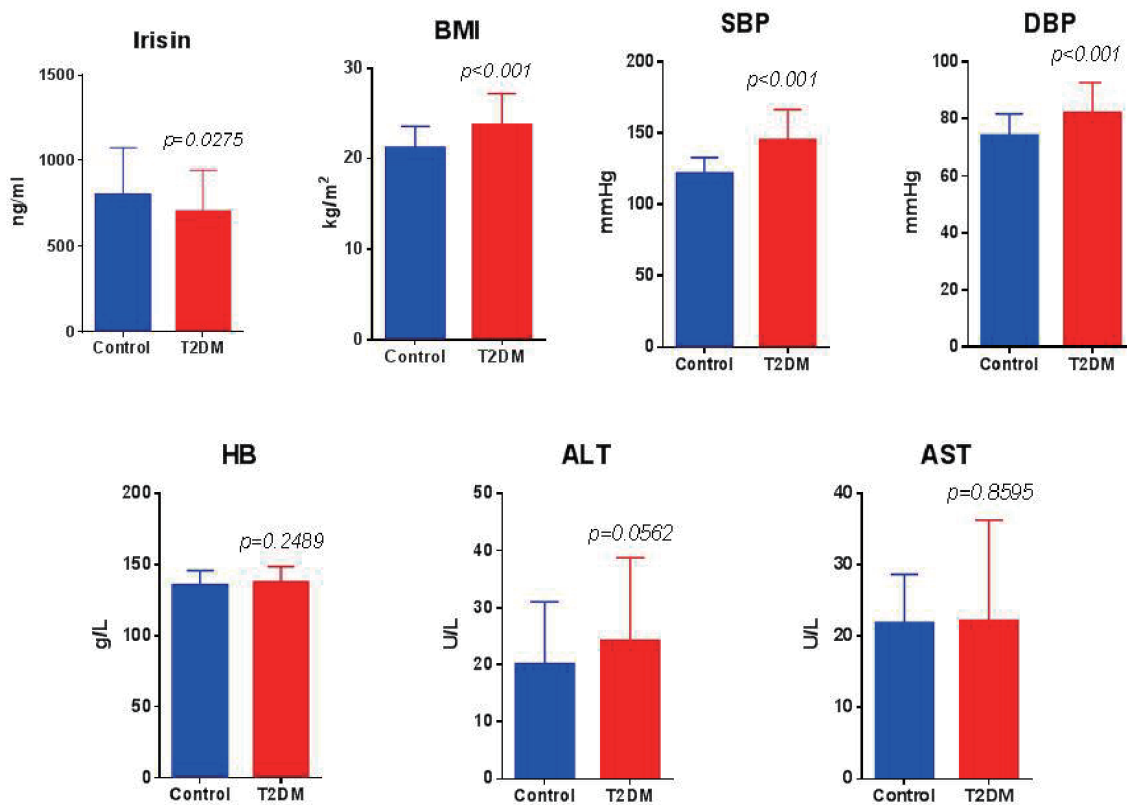 Irisin
1500
1000
500
0
ng/ml
p=0.0275
Control
T2DM
BMI
30
20
10
0
kg/m²
p<0.001
Control
T2DM
SBP
200
150
100
50
0
mmHg
p<0.001
Control
T2DM
DBP
100
80
60
40
20
0
mmHg
p<0.001
Control
T2DM
HB
200
150
100
50
0
g/L
p=0.2489
Control
T2DM
ALT
50
40
30
20
10
0
U/L
p=0.0562
Control
T2DM
AST
40
30
20
10
0
U/L
p=0.8595
Control
T2DM